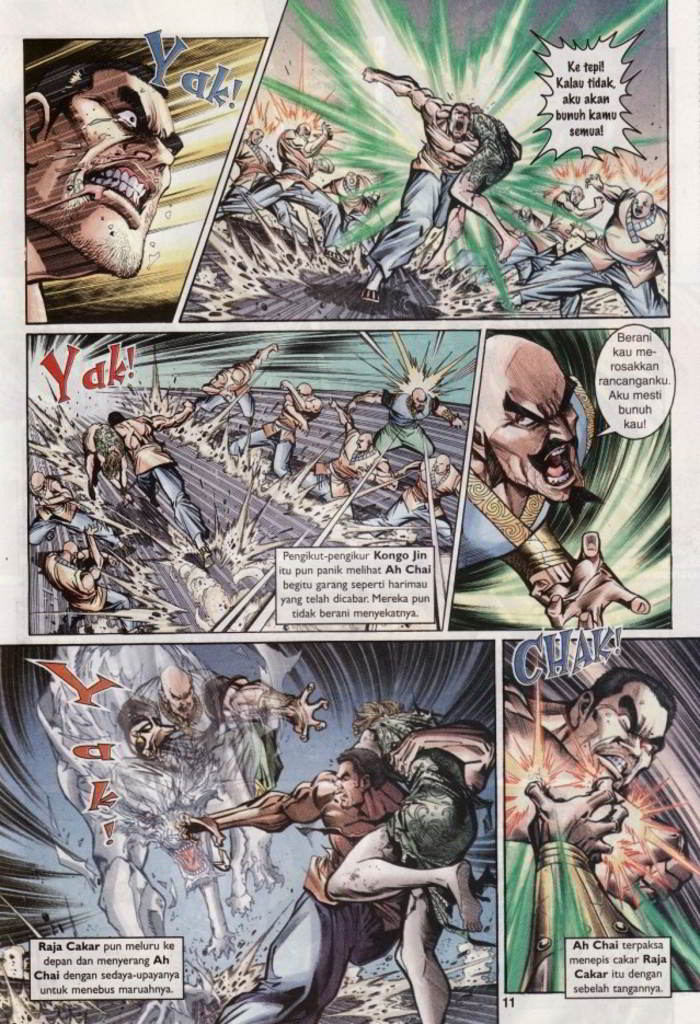 Yak!
Ke tepi!
Kalau tidak,
aku akan
bunuh kamu
semua!
Yak!
Pengikut-pengikur Kongo Jin
itu pun panik melihat Ah Chai
begitu garang seperti harimau
yang telah dicabar. Mereka pun
tidak berani menyekatnya.
Berani
kau me-
rosakkan
rancanganku.
Aku mesti
bunuh
kau!
Yak!
Raja Cakar pun meluru ke
depan dan menyerang Ah
Chai dengan sedaya-upayanya
untuk menebus maruahnya.
CHAK!
Ah Chai terpaksa
menepis cakar Raja
Cakar itu dengan
sebelah tangannya.
11